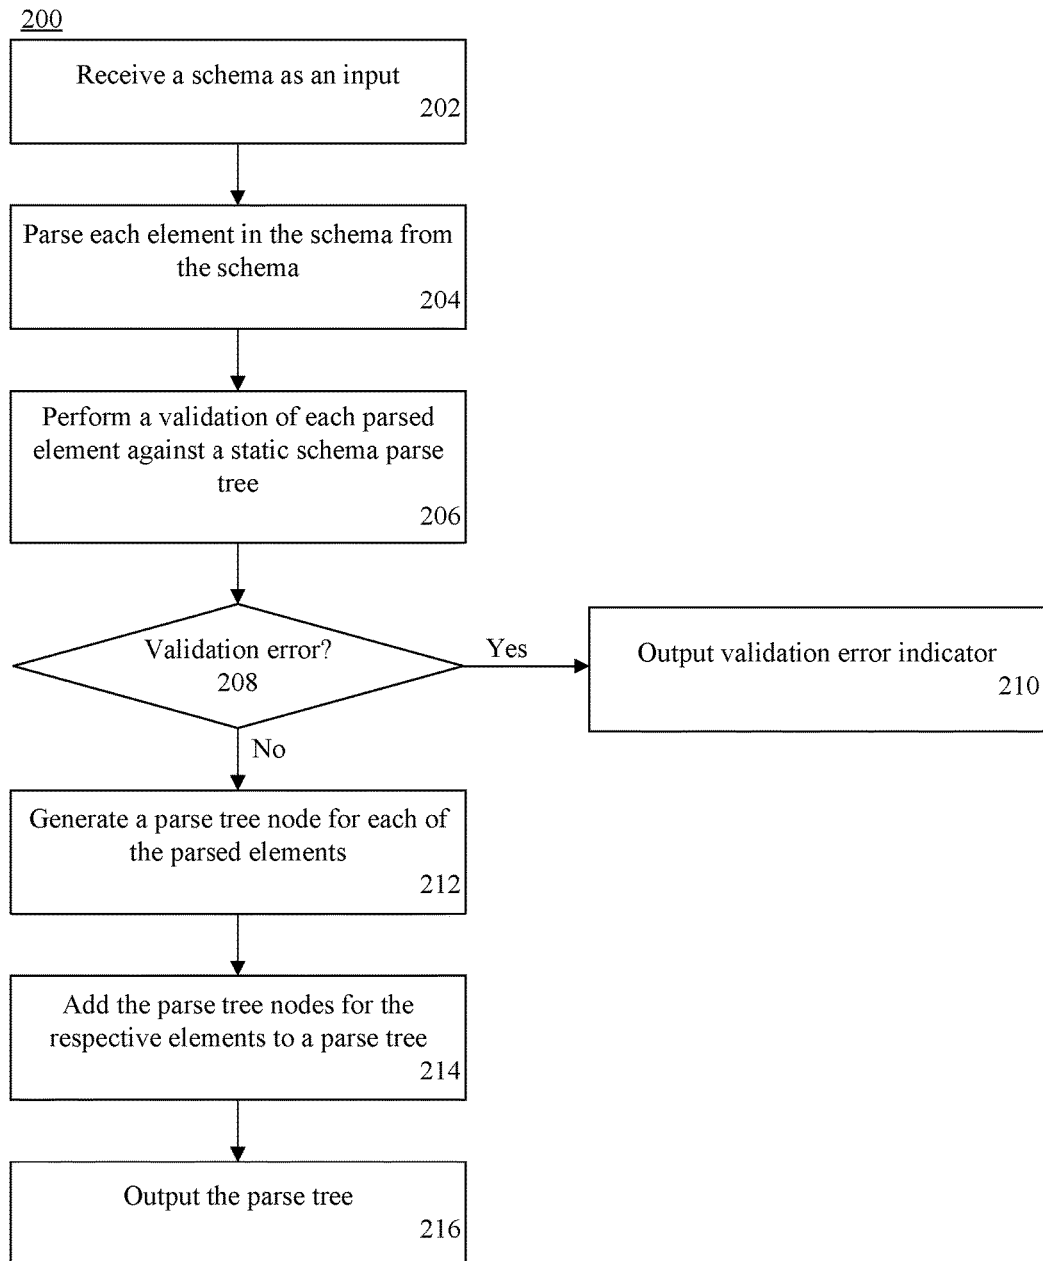 200
Receive a schema as an input
202
Parse each element in the schema from
the schema
204
Perform a validation of each parsed
element against a static schema parse
tree
206
Validation error?
208
Yes
Output validation error indicator
210
No
Generate a parse tree node for each of
the parsed elements
212
Add the parse tree nodes for the
respective elements to a parse tree
214
Output the parse tree
216